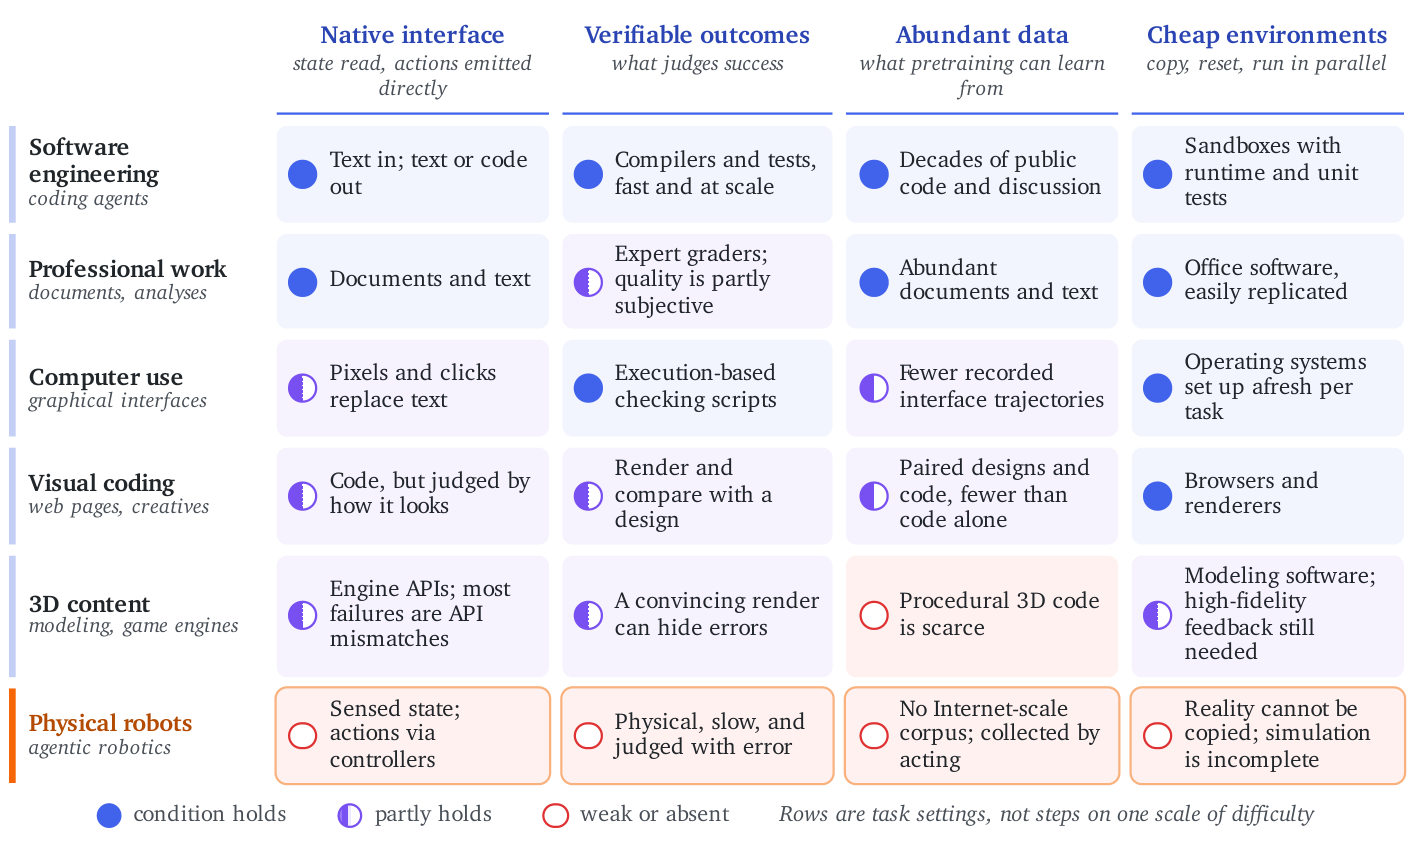 Native interface
state read, actions emitted
directly
Verifiable outcomes
what judges success
Abundant data
what pretraining can learn
from
Cheap environments
copy, reset, run in parallel
Software
engineering
coding agents
Text in; text or code
out
Compilers and tests,
fast and at scale
Decades of public
code and discussion
Sandboxes with
runtime and unit
tests
Professional work
documents, analyses
Documents and text
Expert graders;
quality is partly
subjective
Abundant
documents and text
Office software,
easily replicated
Computer use
graphical interfaces
Pixels and clicks
replace text
Execution-based
checking scripts
Fewer recorded
interface trajectories
Operating systems
set up afresh per
task
Visual coding
web pages, creatives
Code, but judged by
how it looks
Render and
compare with a
design
Paired designs and
code, fewer than
code alone
Browsers and
renderers
3D content
modeling, game engines
Engine APIs; most
failures are API
mismatches
A convincing render
can hide errors
Procedural 3D code
is scarce
Modeling software;
high-fidelity
feedback still
needed
Physical robots
agentic robotics
Sensed state;
actions via
controllers
Physical, slow, and
judged with error
No Internet-scale
corpus; collected by
acting
Reality cannot be
copied; simulation
is incomplete
condition holds
partly holds
weak or absent
Rows are task settings, not steps on one scale of difficulty